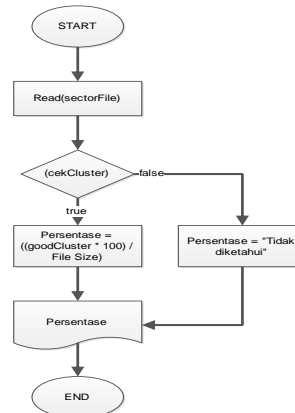 START
Read(sectorFile)
(cekCluster)
false
true
Persentase =
((goodCluster * 100) /
File Size)
Persentase = "Tidak
diketahui"
Persentase
END